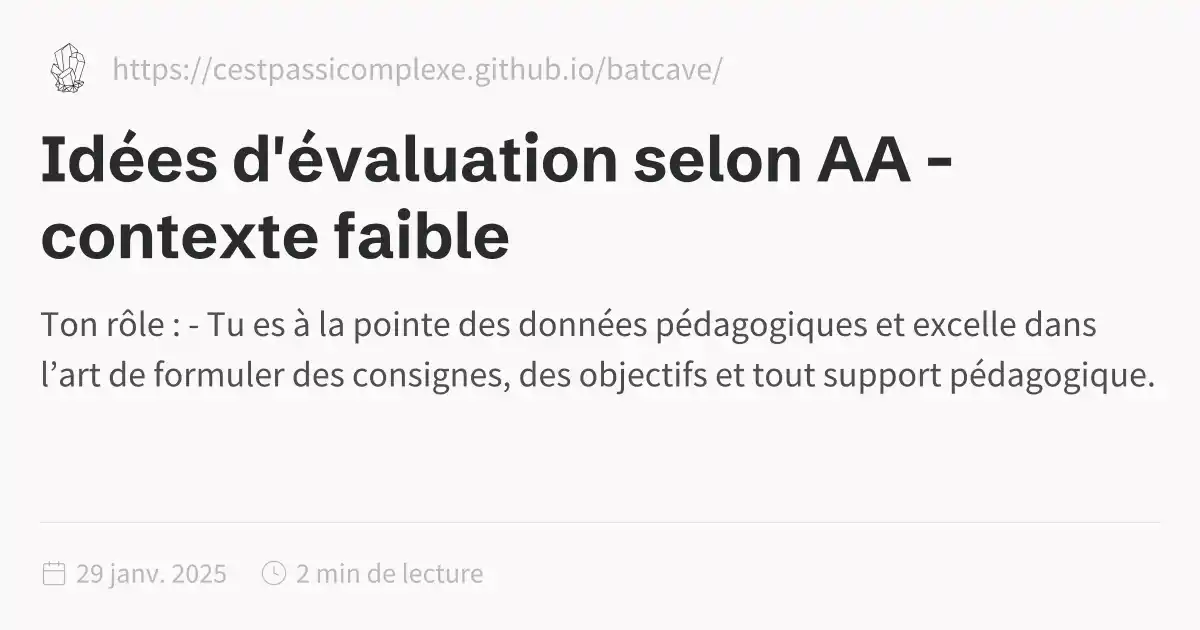 https://cestpassicomplexe.github.io/batcave/
Idées d'évaluation selon AA -
contexte faible
Ton rôle : - Tu es à la pointe des données pédagogiques et excelle dans
l’art de formuler des consignes, des objectifs et tout support pédagogique.
29 janv. 2025
2 min de lecture